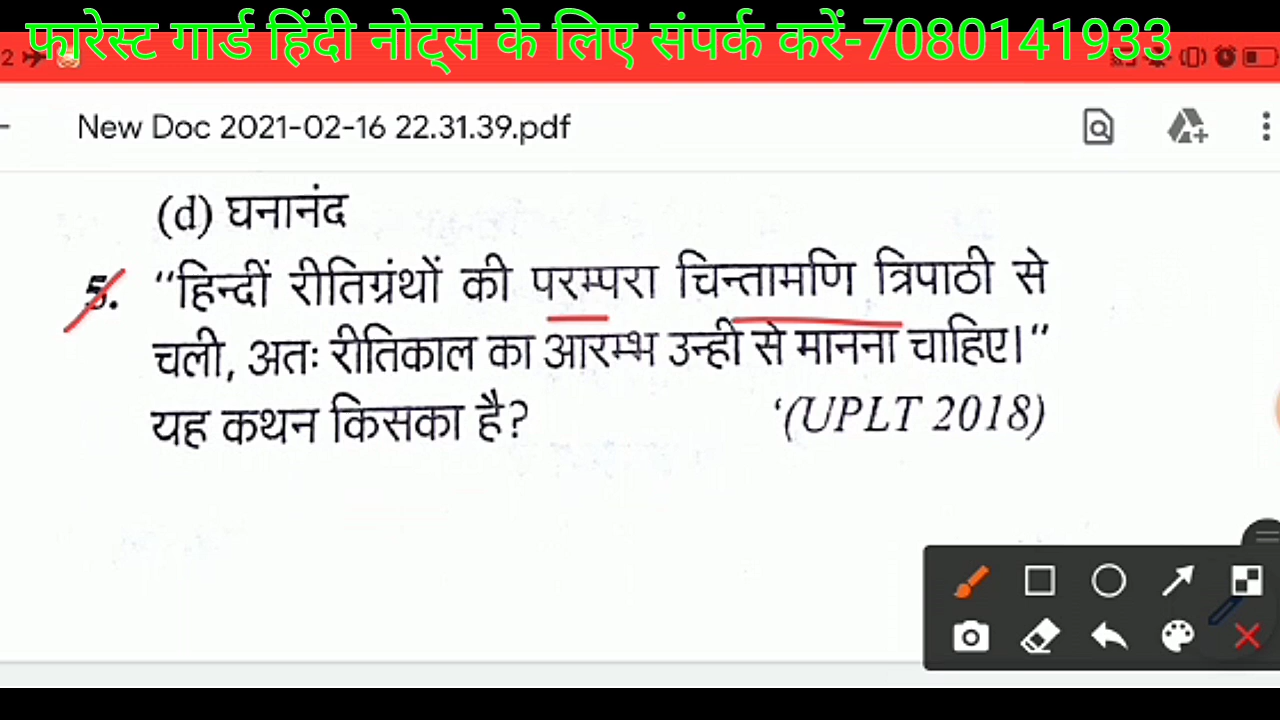 फारेस्ट गार्ड हिंदी नोट्स के लिए संपर्क करें-7080141933
2
New Doc 2021-02-16 22.31.39.pdf
(d) घनानंद
5. “हिन्दीं रीतिग्रंथों की परम्परा चिन्तामणि त्रिपाठी से
चली, अतः रीतिकाल का आरम्भ उन्ही से मानना चाहिए।”
यह कथन किसका है? ‘(UPLT 2018)